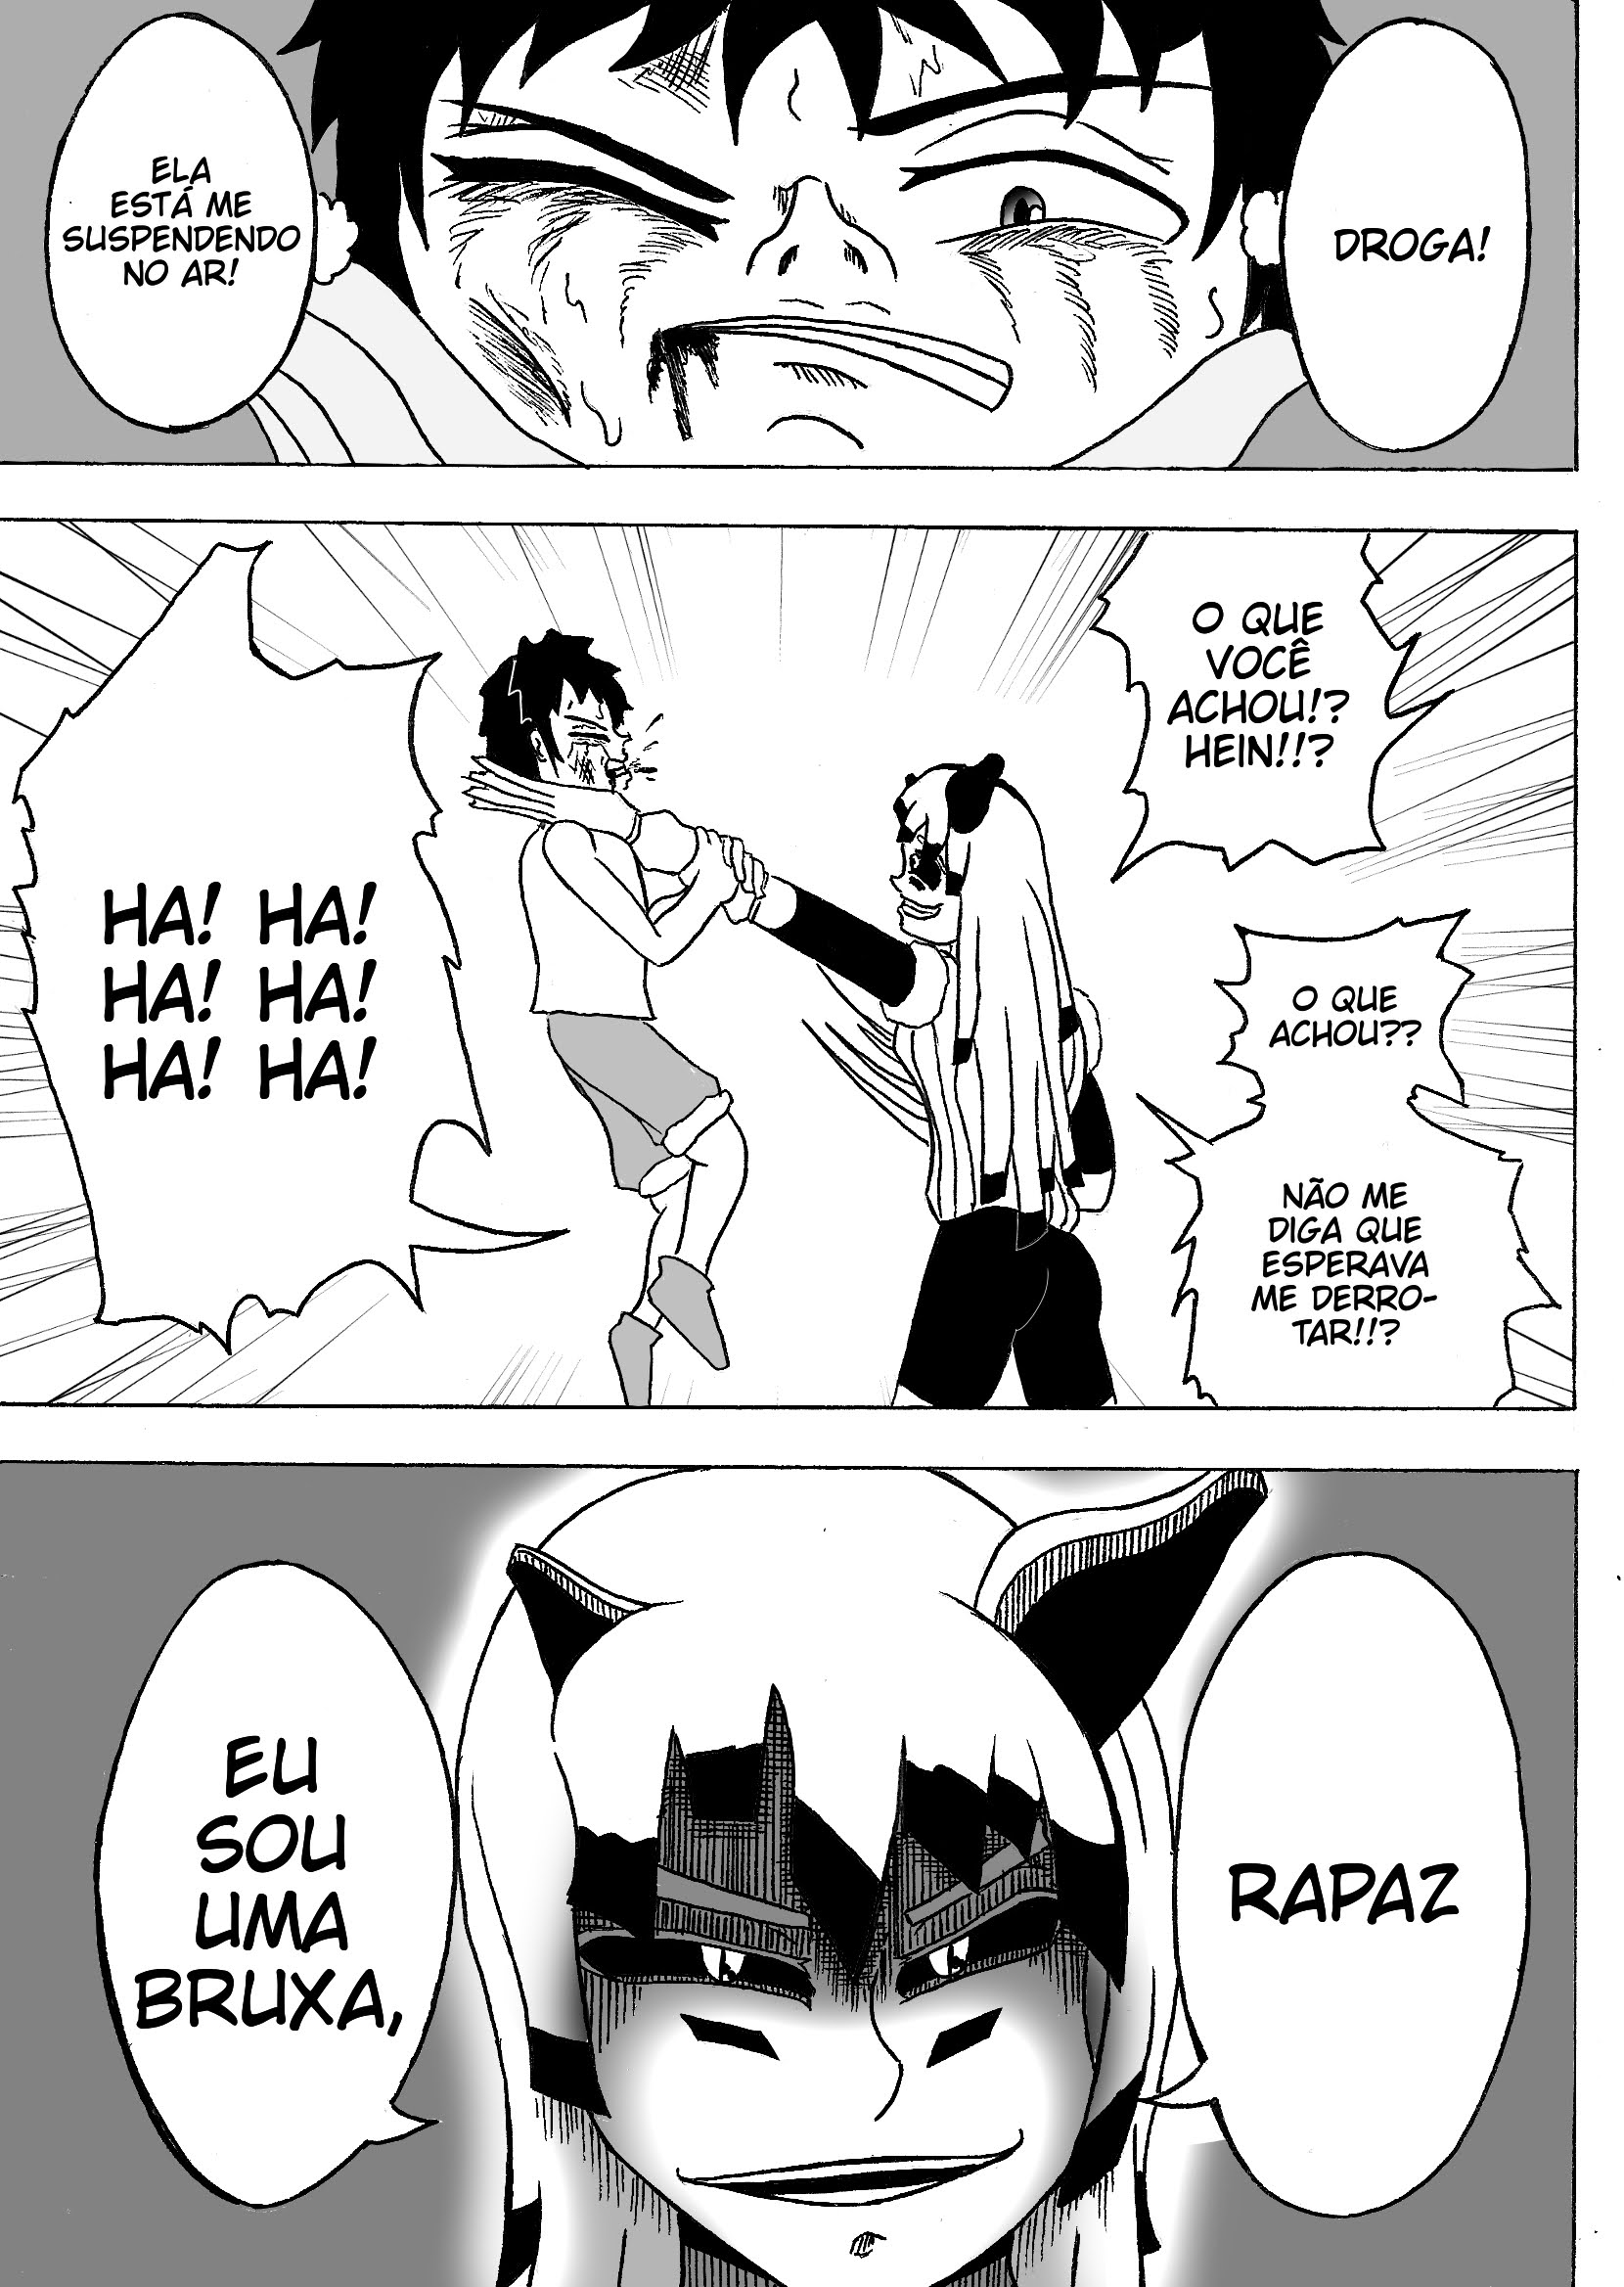 DROGA!
ELA
ESTÁ ME
SUSPENDENDO
NO AR!
O QUE
VOCÊ
ACHOU!?
HEIN!!?
O QUE
ACHOU??
NÃO ME
DIGA QUE
ESPERAVA
ME DERRO-
TAR!!?
HA! HA!
HA! HA!
HA! HA!
RAPAZ
EU
SOU
UMA
BRUXA,